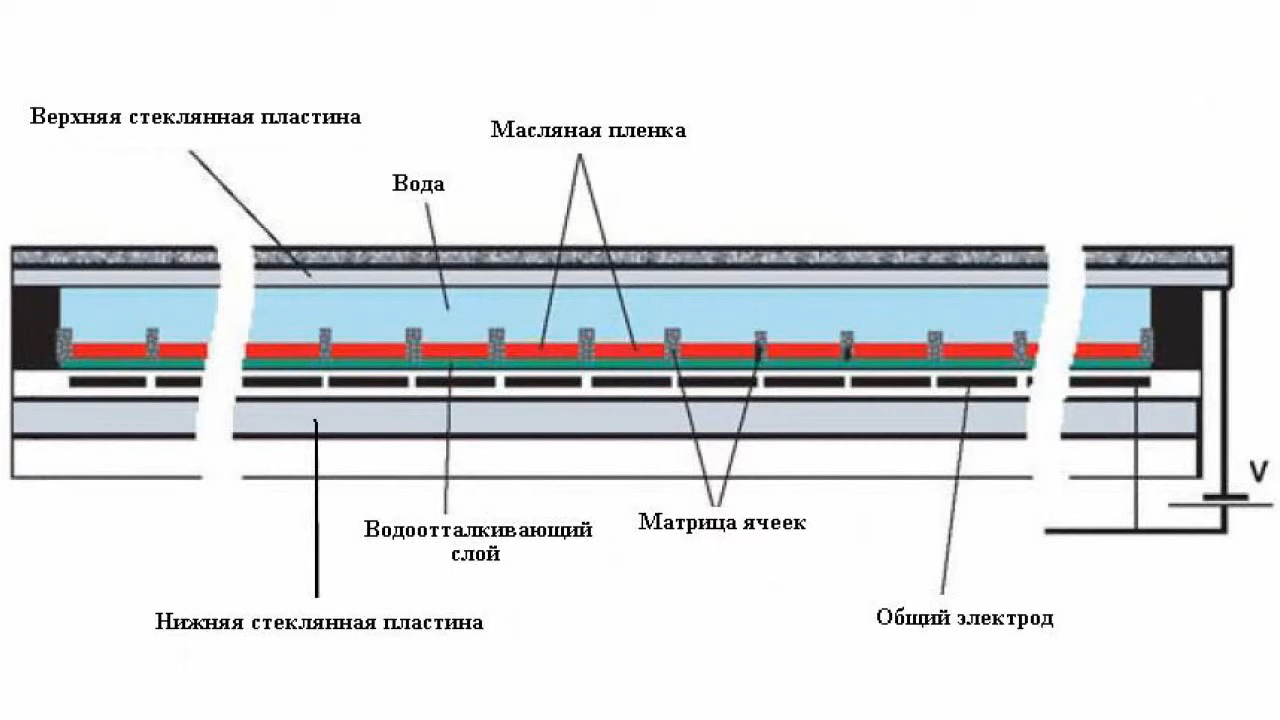 Верхняя стеклянная пластина
Масляная пленка
Вода
V
Водоотталкивающий
слой
Матрица ячеек
Нижняя стеклянная пластина
Общий электрод